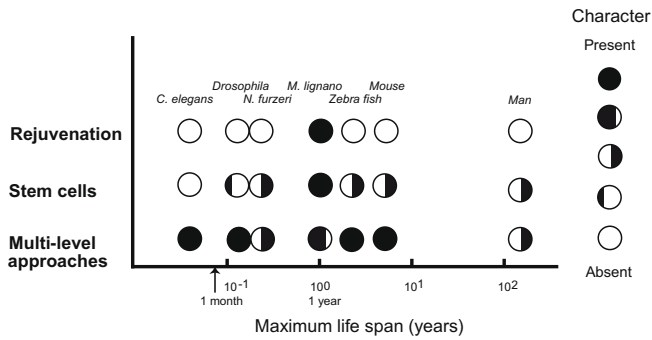 Character
Present
Drosophila M. lignano Mouse
C. elegans N. furzeri Zebra fish Man
Rejuvenation
Stem cells
Multi-level
approaches
Absent
10-1 100 101 102
1 month 1 year
Maximum life span (years)